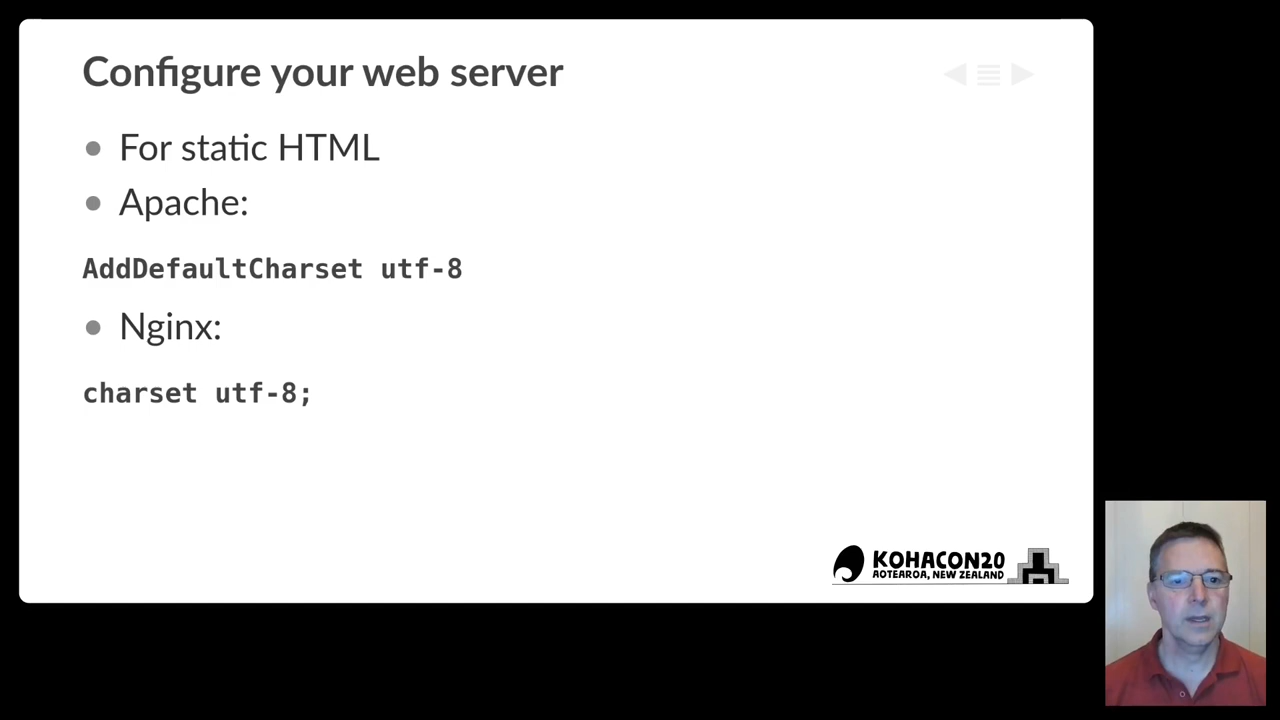 Configure your web server
For static HTML
Apache:
AddDefaultCharset utf-8
Nginx:
charset utf-8;
KOHACON20
AOTEAROA, NEW ZEALAND